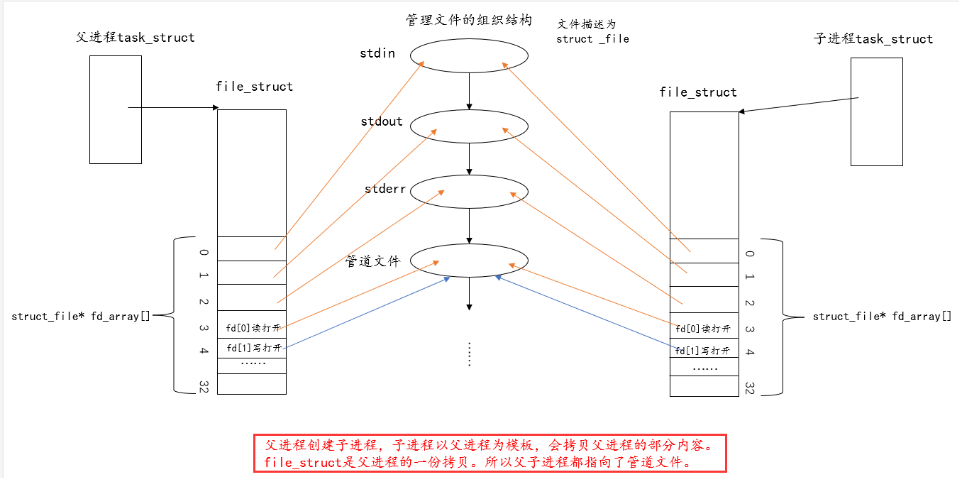 管理文件的组织结构
文件描述为
struct _file
父进程task_struct
stdin
子进程task_struct
file_struct
file_struct
stdout
stderr
管道文件
0
1
2
3
4
32
struct_file* fd_array[]
fd[0]读打开
fd[1]写打开
······
······
0
1
2
3
4
32
fd[0]读打开
fd[1]写打开
······
struct_file* fd_array[]
父进程创建子进程，子进程以父进程为模板，会拷贝父进程的部分内容。
file_struct是父进程的一份拷贝。所以父子进程都指向了管道文件。